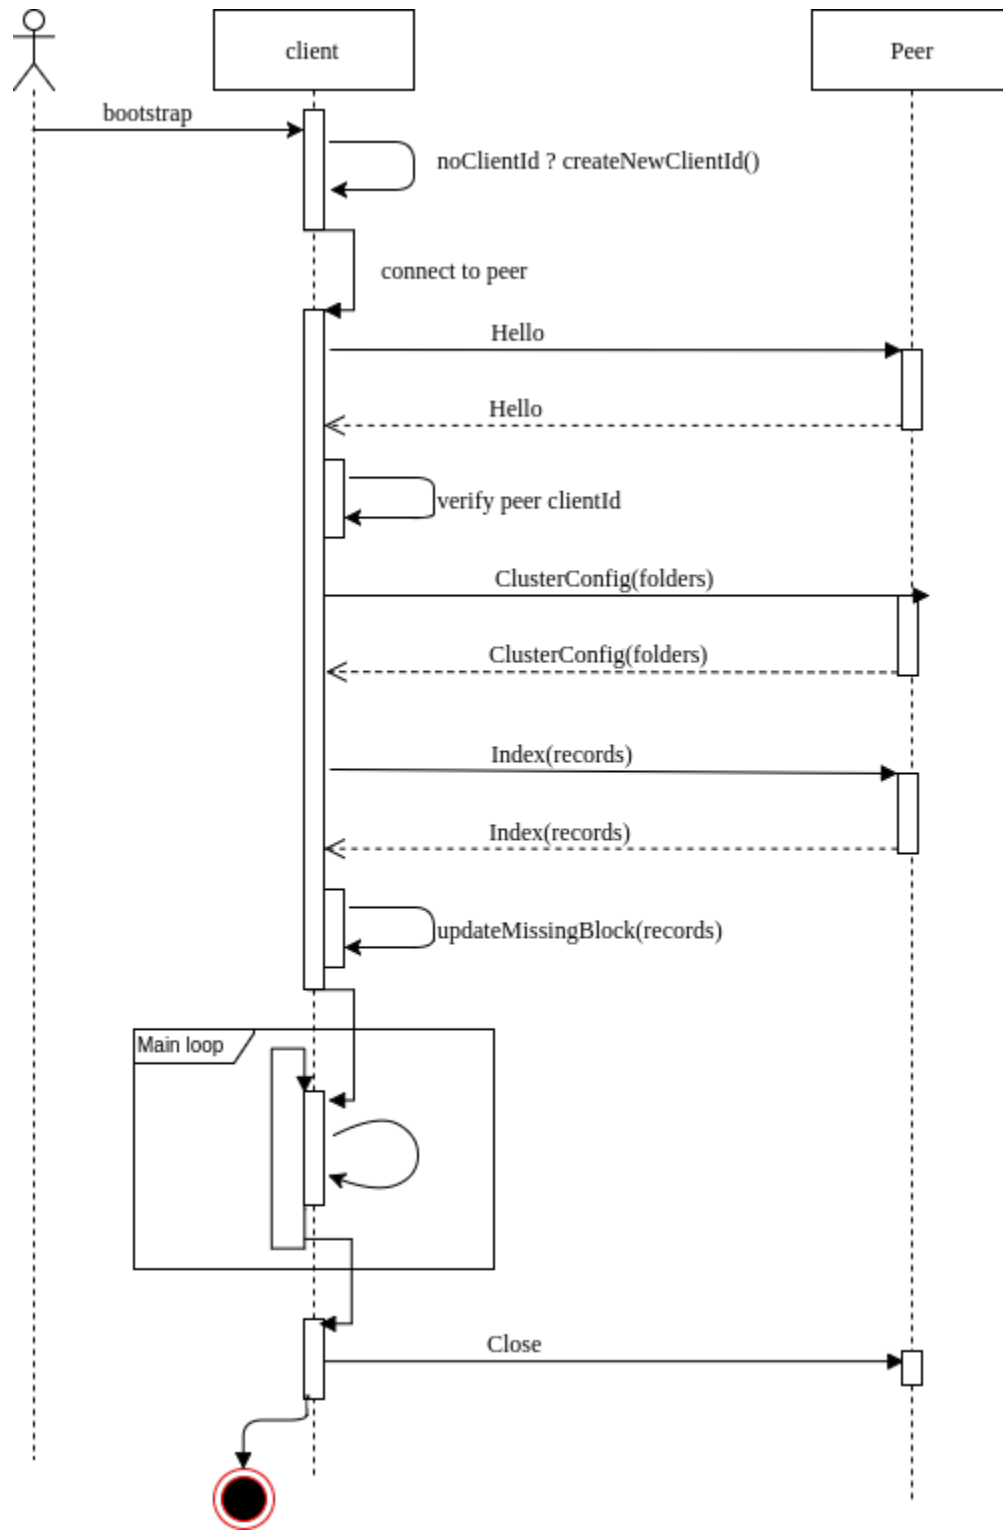 client
Peer
bootstrap
noClientId ? createNewClientId()
connect to peer
Hello
Hello
verify peer clientId
ClusterConfig(folders)
ClusterConfig(folders)
Index(records)
Index(records)
updateMissingBlock(records)
Main loop
Close